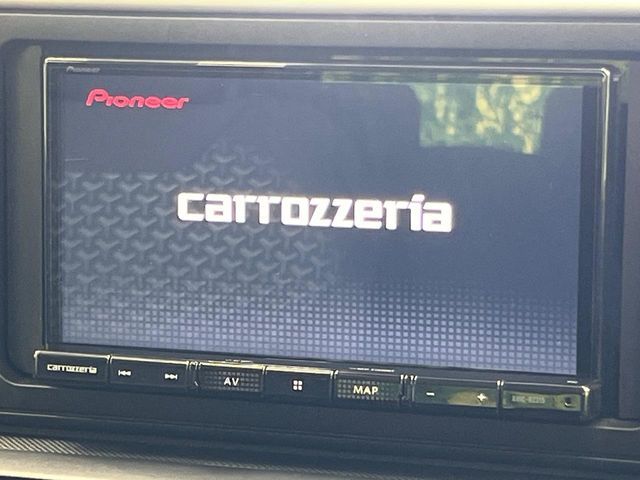 Pioneer
Pioneer
carrozzeria
carrozzeria
AV
MAP
- +